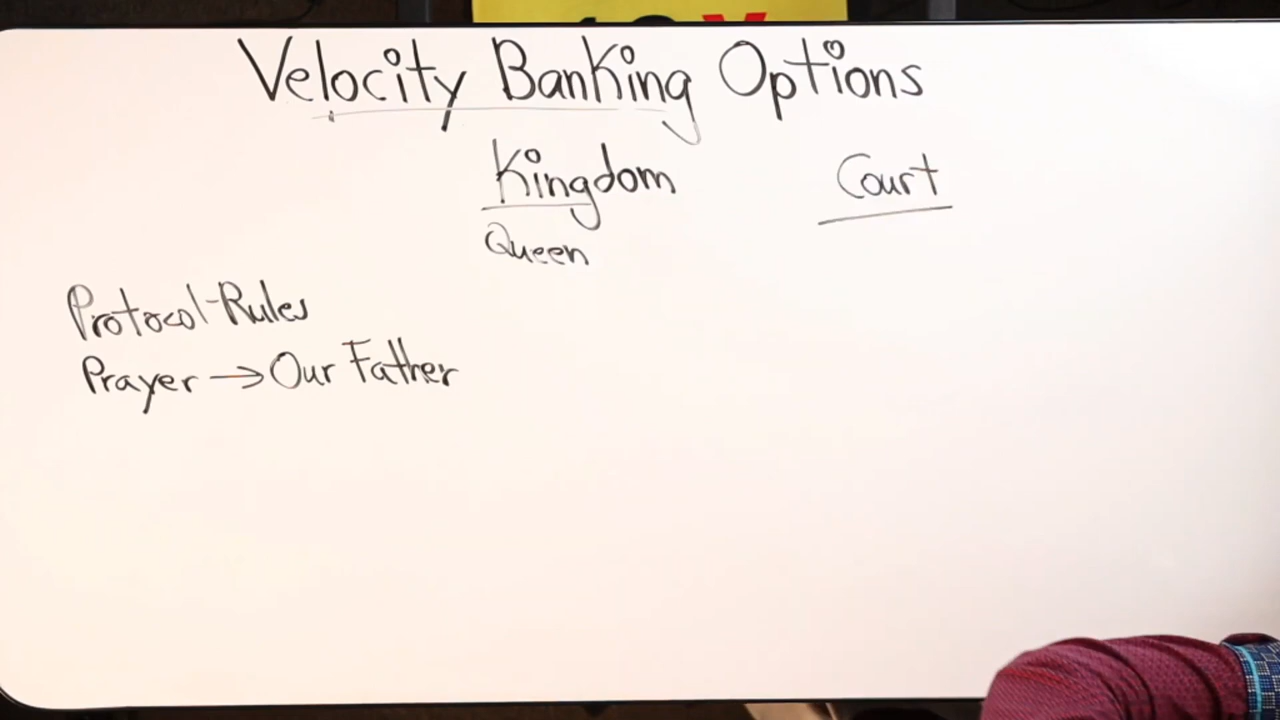 Velocity Banking Options
Kingdom Court
Queen
Protocol-Rules
Prayer → Our Father